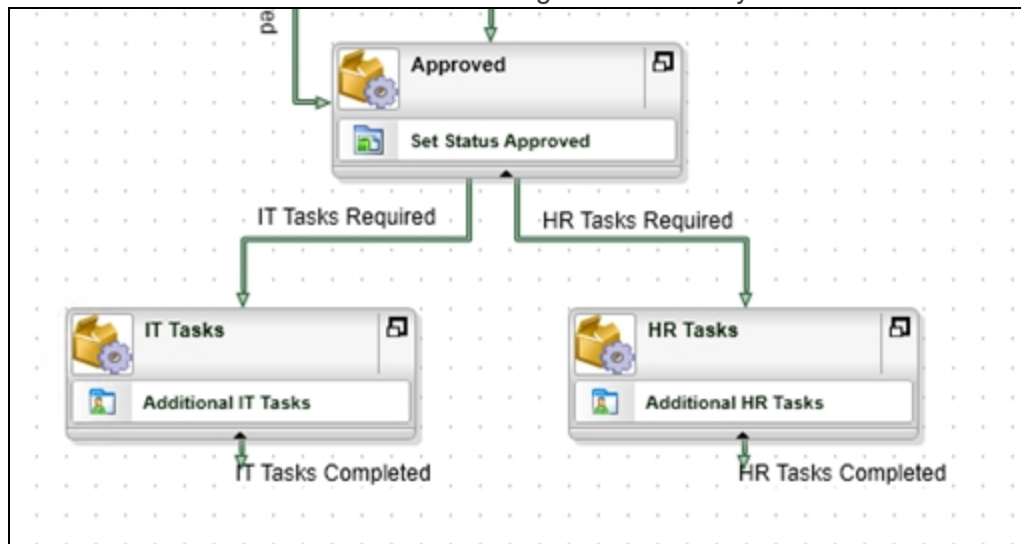 ed
Approved
Set Status Approved
IT Tasks Required
HR Tasks Required
IT Tasks
HR Tasks
Additional IT Tasks
Additional HR Tasks
IT Tasks Completed
HR Tasks Completed